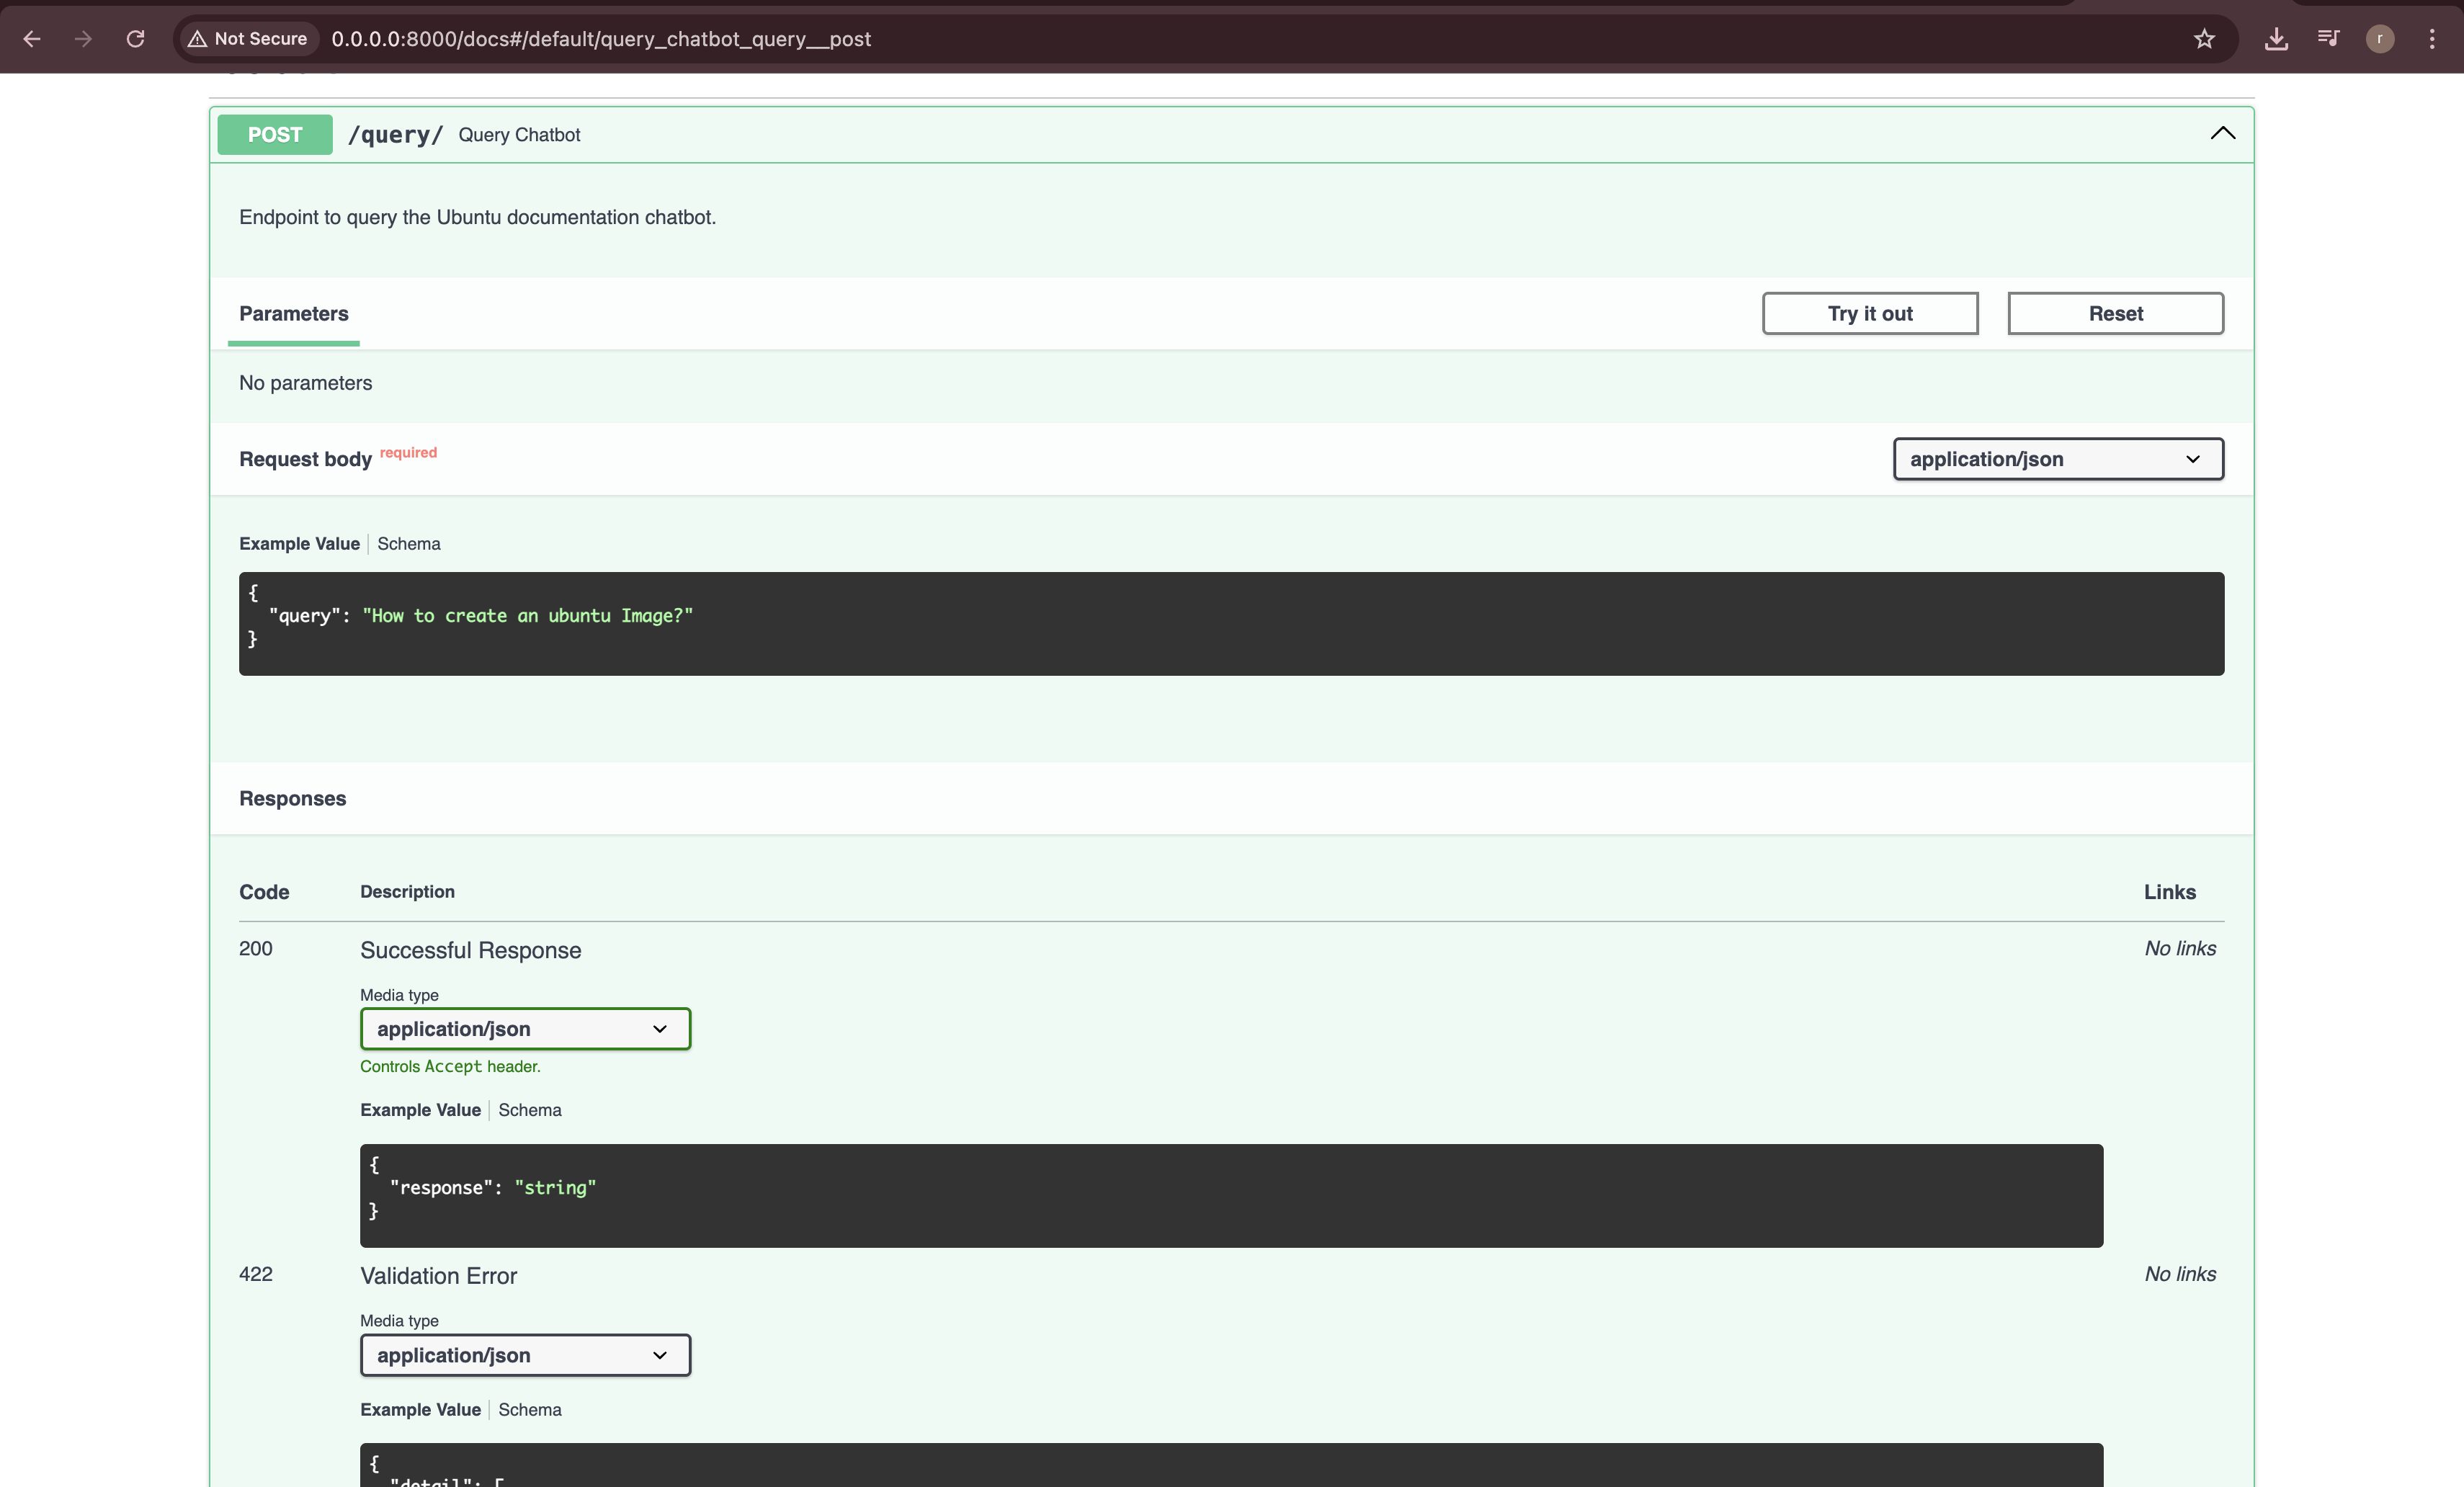 Not Secure 0.0.0.0:8000/docs#/default/query_chatbot_query__post r
POST /query/ Query Chatbot
Endpoint to query the Ubuntu documentation chatbot.
Parameters Try it out Reset
No parameters
Request body required application/json
Example Value Schema
{
"query": "How to create an ubuntu Image?"
}
Responses
Code Description Links
200 Successful Response No links
Media type
application/json
Controls Accept header.
Example Value Schema
{
"response": "string"
}
422 Validation Error No links
Media type
application/json
Example Value Schema
{
"detail": [